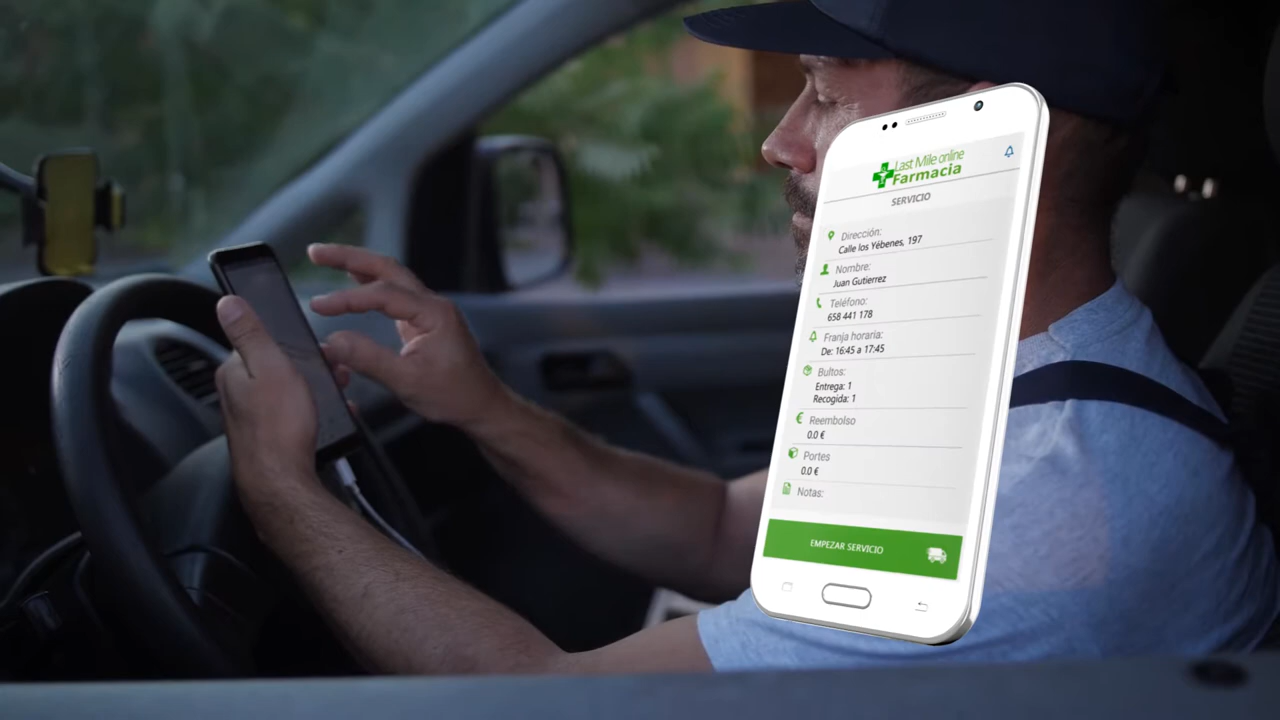 Last Mile online
Farmacia
SERVICIO
Dirección:
Calle los Yébenes, 197
Nombre:
Juan Gutierrez
Teléfono:
658 441 178
Franja horaria:
De: 16:45 a 17:45
Bultos:
Entrega: 1
Recogida: 1
Reembolso
0.0 €
Portes
0.0 €
Notas:
EMPEZAR SERVICIO